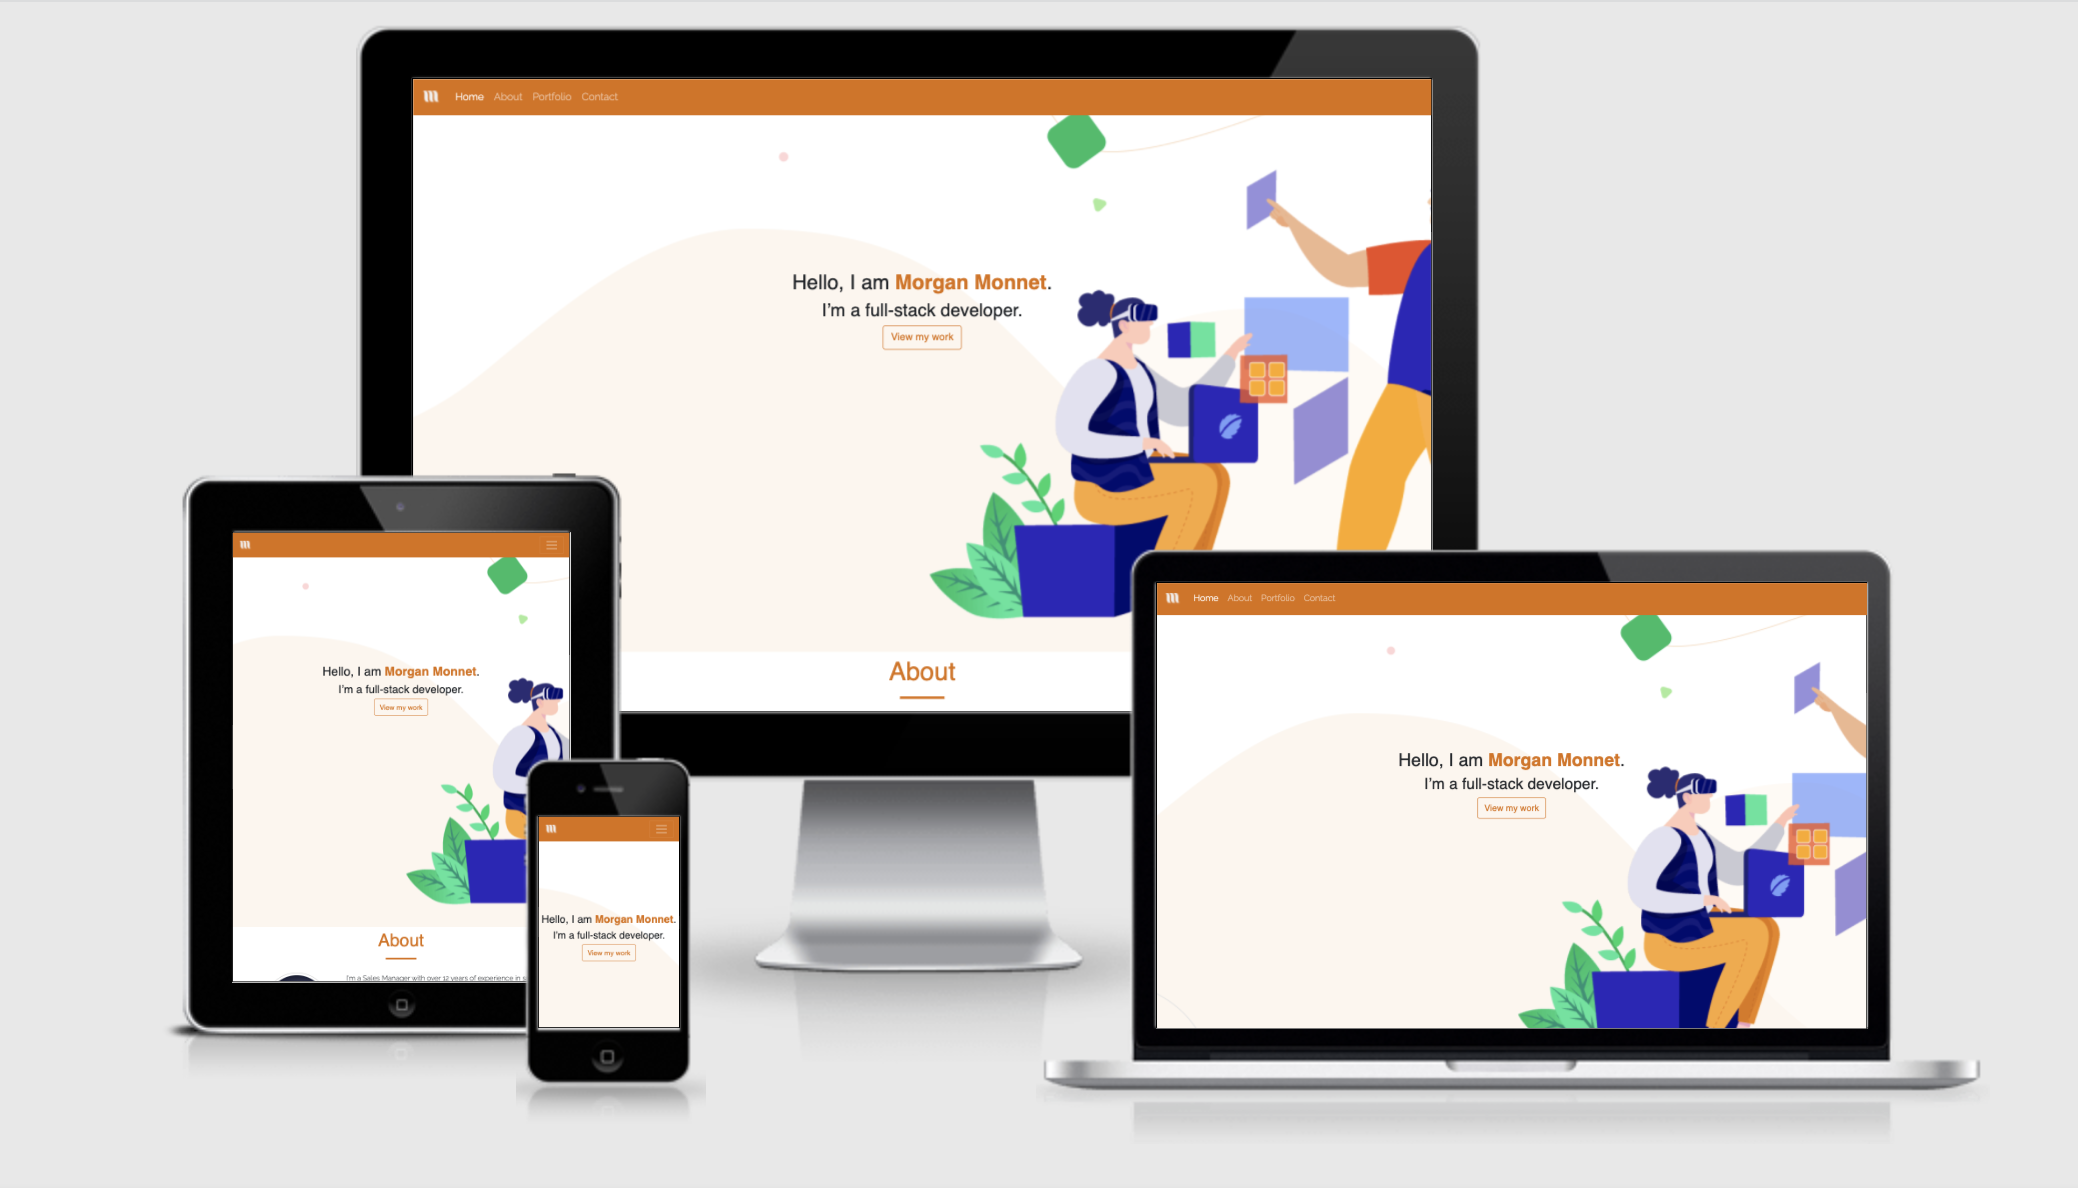 Home About Portfolio Contact
Hello, I am Morgan Monnet.
I'm a full-stack developer.
View my work
About
Hello, I am Morgan Monnet.
I'm a full-stack developer.
View my work
About
I'm a Sales Manager with over 12 years of experience in s
Hello, I am Morgan Monnet.
I'm a full-stack developer.
View my work
Home About Portfolio Contact
Hello, I am Morgan Monnet.
I'm a full-stack developer.
View my work